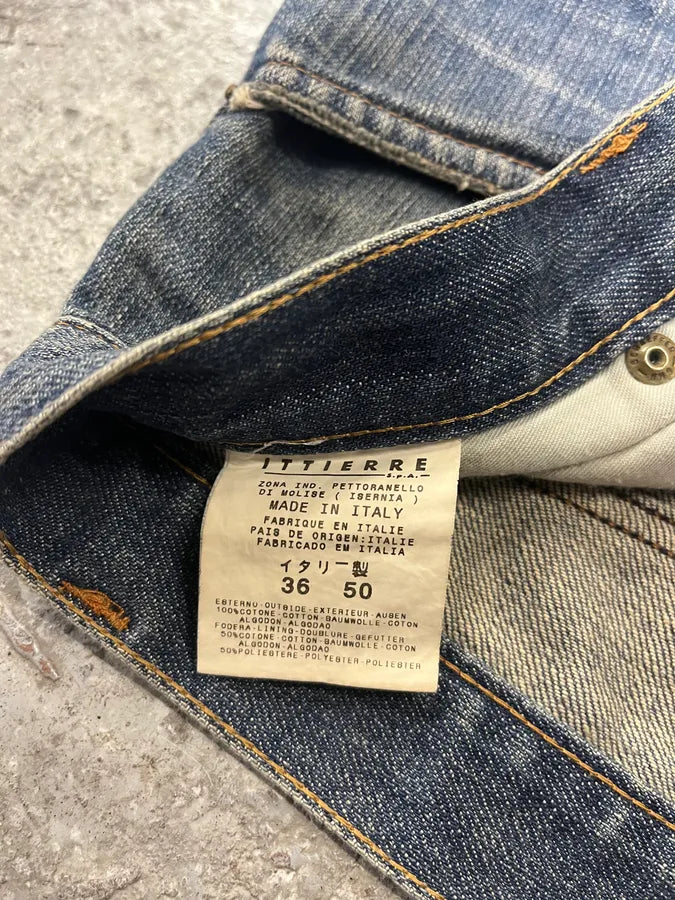 ITTIERRE
S.p.A.
ZONA IND. PETTORANELLO
DI MOLISE ( ISERNIA )
MADE IN ITALY
FABRIQUE EN ITALIE
PAIS DE ORIGEN:ITALIE
FABRICADO EM ITALIA
イタリー製
36 50
ESTERNO-OUTSIDE-EXTERIEUR-AUßEN
100%COTONE-COTTON-BAUMWOLLE-COTON
ALGODON-ALGODAO
FODERA-LINING-DOUBLURE-GEFUTTER
50%COTONE-COTTON-BAUMWOLLE-COTON
ALGODON-ALGODAO
50%POLIESTERE-POLYESTER-POLIESTER